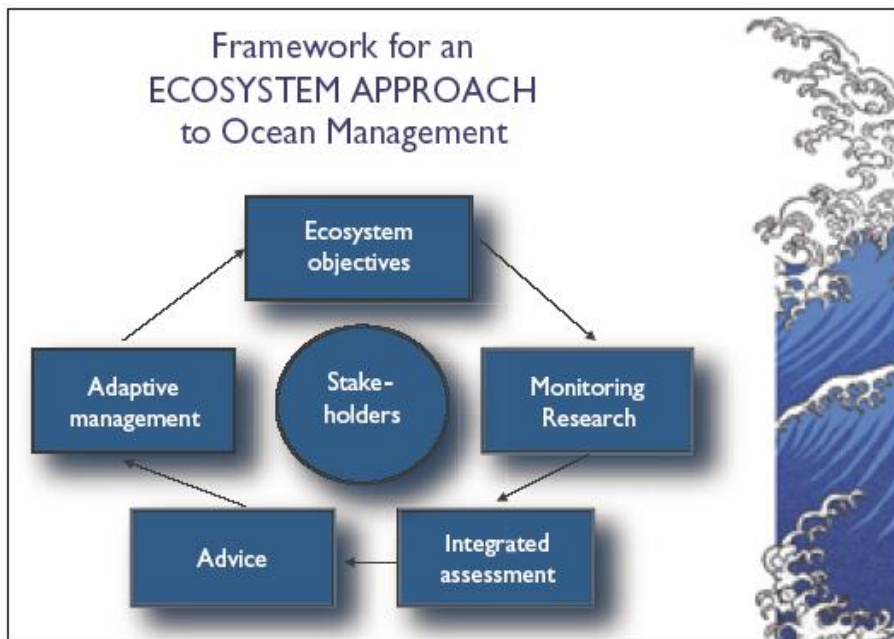 Framework for an
ECOSYSTEM APPROACH
to Ocean Management
Ecosystem
objectives
Adaptive
management
Stake-
holders
Monitoring
Research
Advice
Integrated
assessment